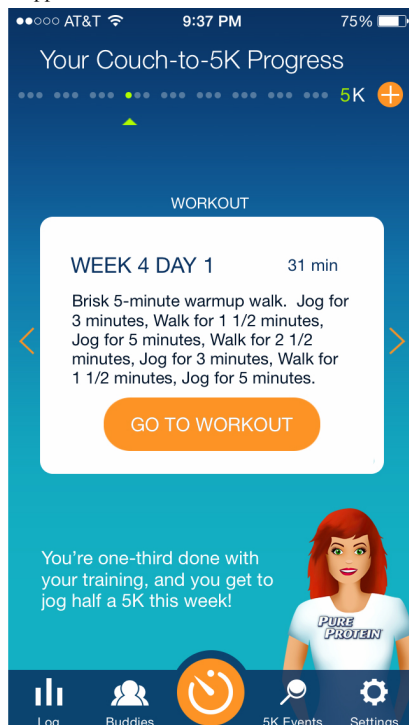 AT&T 9:37 PM 75%
Your Couch-to-5K Progress
5K
WORKOUT
WEEK 4 DAY 1 31 min
Brisk 5-minute warmup walk. Jog for
3 minutes, Walk for 1 1/2 minutes,
Jog for 5 minutes, Walk for 2 1/2
minutes, Jog for 3 minutes, Walk for
1 1/2 minutes, Jog for 5 minutes.
GO TO WORKOUT
You're one-third done with
your training, and you get to
jog half a 5K this week!
PURE
PROTEIN
Log Buddies 5K Events Settings